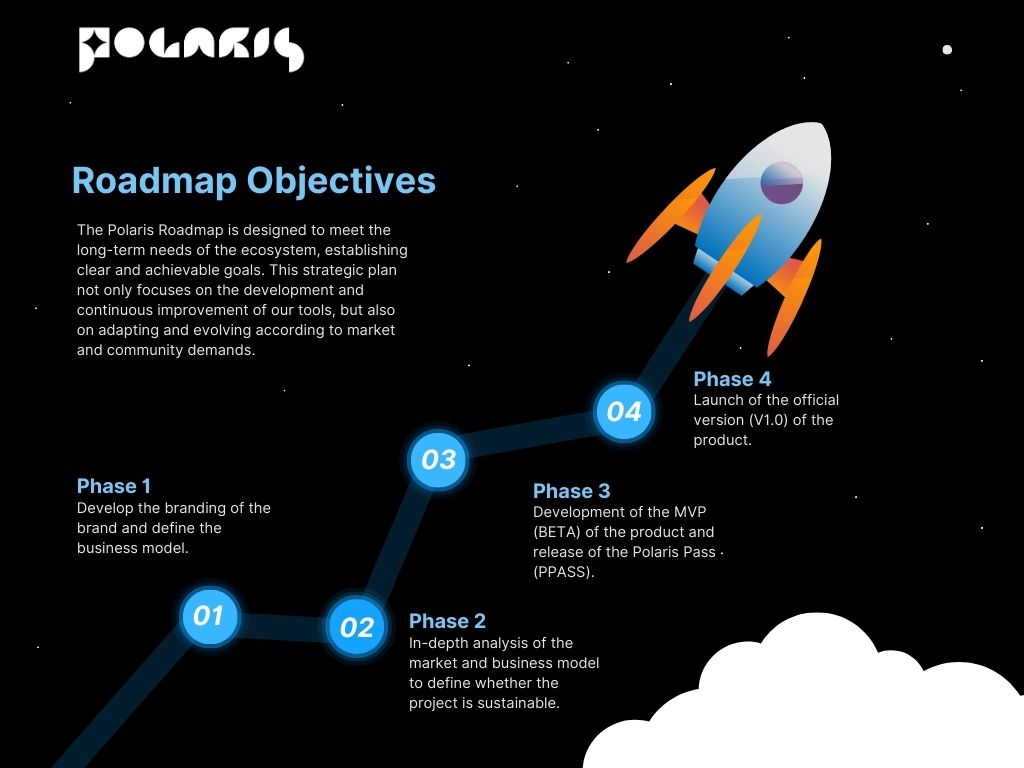 POLARIS
Roadmap Objectives
The Polaris Roadmap is designed to meet the
long-term needs of the ecosystem, establishing
clear and achievable goals. This strategic plan
not only focuses on the development and
continuous improvement of our tools, but also
on adapting and evolving according to market
and community demands.
Phase 1
Develop the branding of the
brand and define the
business model.
01
02
Phase 2
In-depth analysis of the
market and business model
to define whether the
project is sustainable.
03
Phase 3
Development of the MVP
(BETA) of the product and
release of the Polaris Pass
(PPASS).
04
Phase 4
Launch of the official
version (V1.0) of the
product.